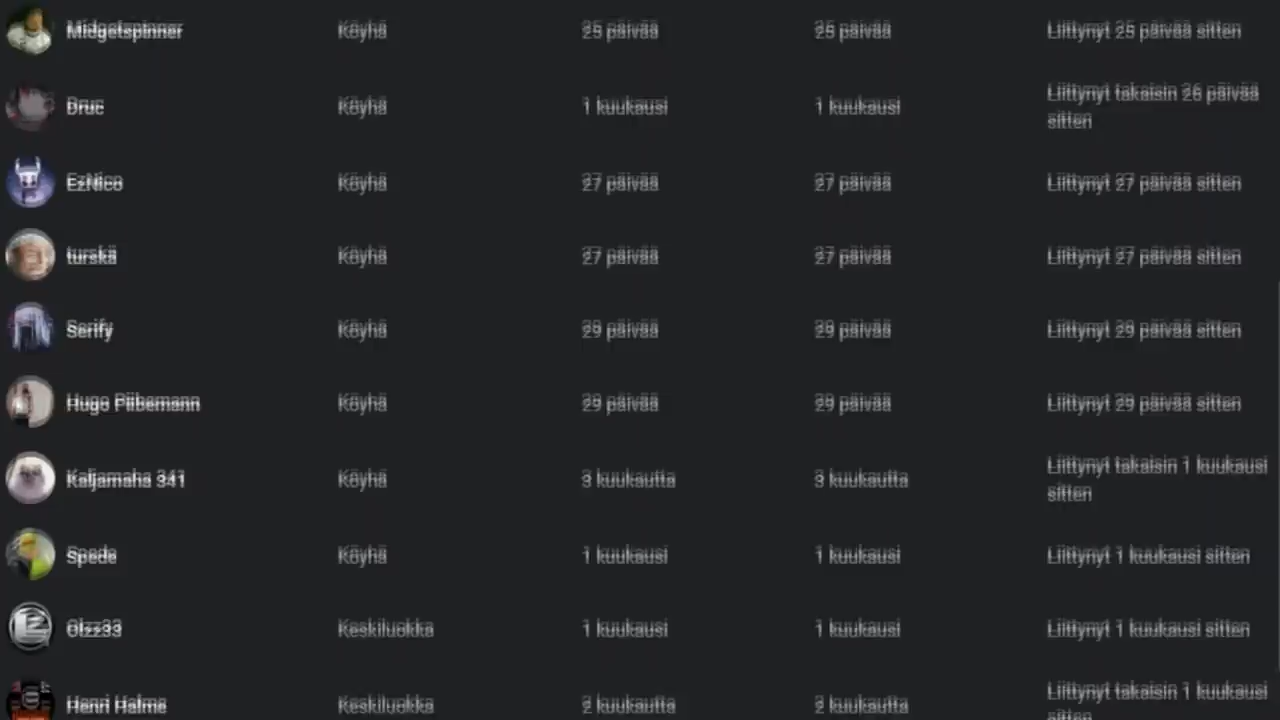 Midgetspinner Köyhä 25 päivää 25 päivää Liittynyt 25 päivää sitten
Druc Köyhä 1 kuukausi 1 kuukausi Liittynyt takaisin 26 päivää
sitten
EzNico Köyhä 27 päivää 27 päivää Liittynyt 27 päivää sitten
turskä Köyhä 27 päivää 27 päivää Liittynyt 27 päivää sitten
Serify Köyhä 29 päivää 29 päivää Liittynyt 29 päivää sitten
Hugo Piibemann Köyhä 29 päivää 29 päivää Liittynyt 29 päivää sitten
Kaljamaha 341 Köyhä 3 kuukautta 3 kuukautta Liittynyt takaisin 1 kuukausi
sitten
Spede Köyhä 1 kuukausi 1 kuukausi Liittynyt 1 kuukausi sitten
Olzz33 Keskiluokka 1 kuukausi 1 kuukausi Liittynyt 1 kuukausi sitten
Henri Halme Keskiluokka 2 kuukautta 2 kuukautta Liittynyt takaisin 1 kuukausi
sitten